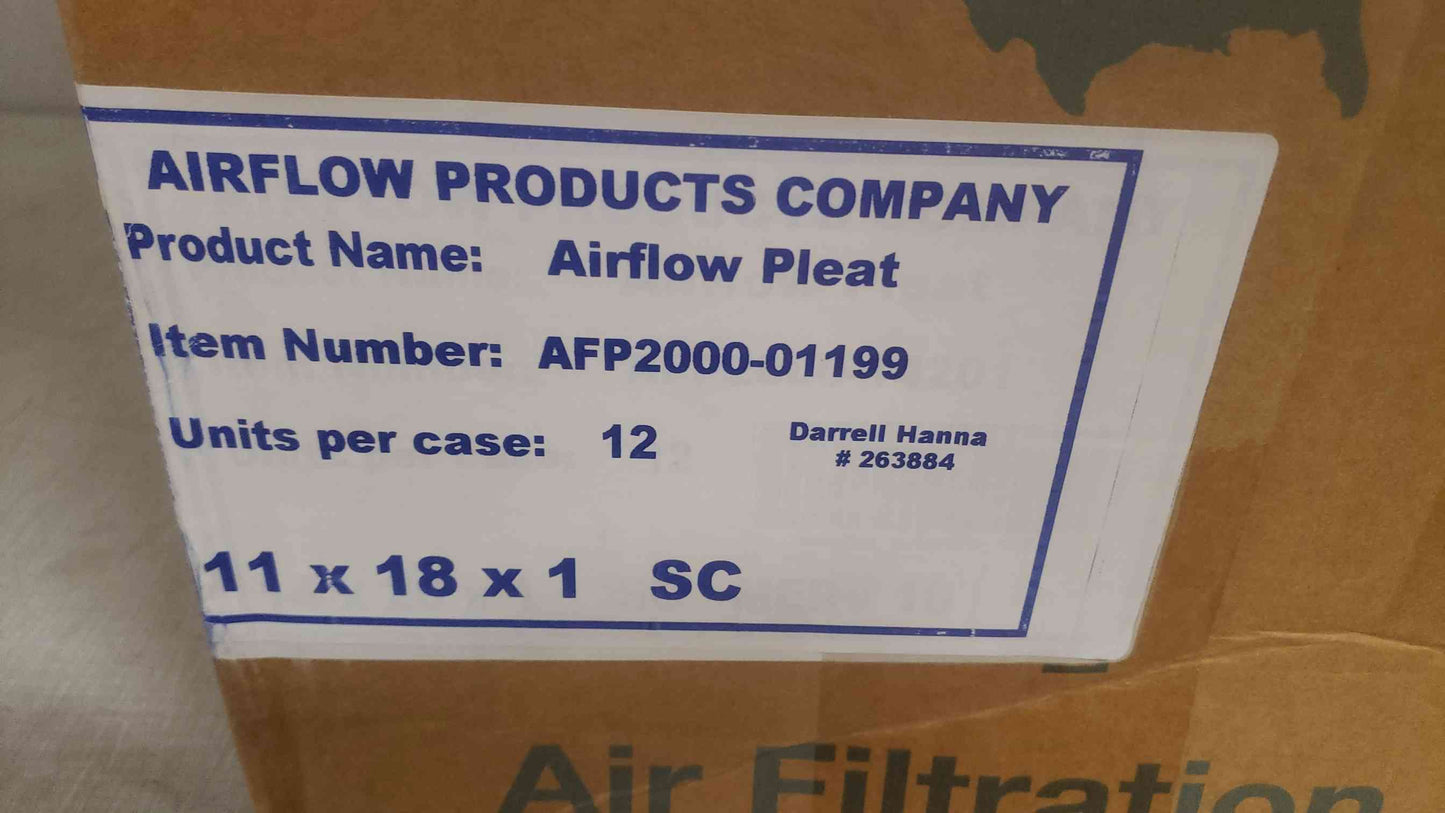 AIRFLOW PRODUCTS COMPANY
Product Name: Airflow Pleat
Item Number: AFP2000-01199
Units per case: 12
Darrell Hanna
# 263884
11 x 18 x 1 SC
Air Filtration